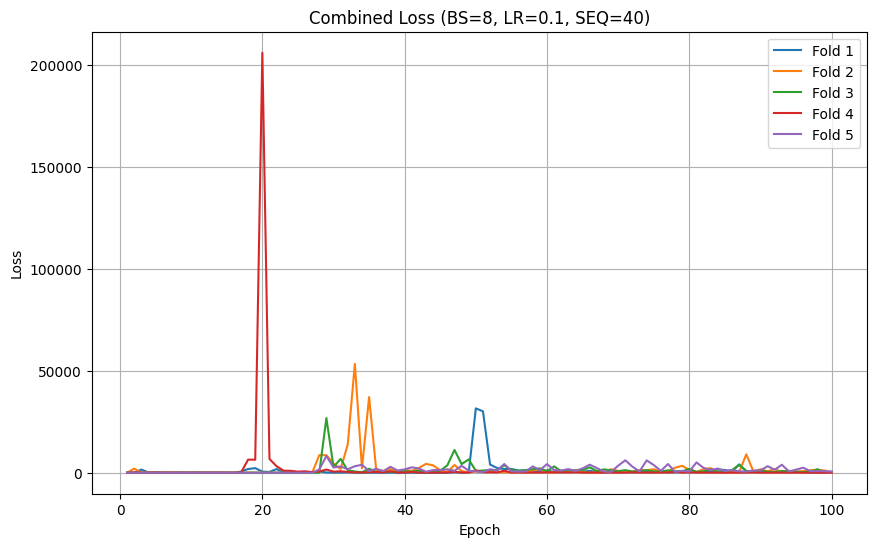 Combined Loss (BS=8, LR=0.1, SEQ=40)
Fold 1
Fold 2
Fold 3
Fold 4
Fold 5
200000
150000
100000
50000
0
Loss
0 20 40 60 80 100
Epoch